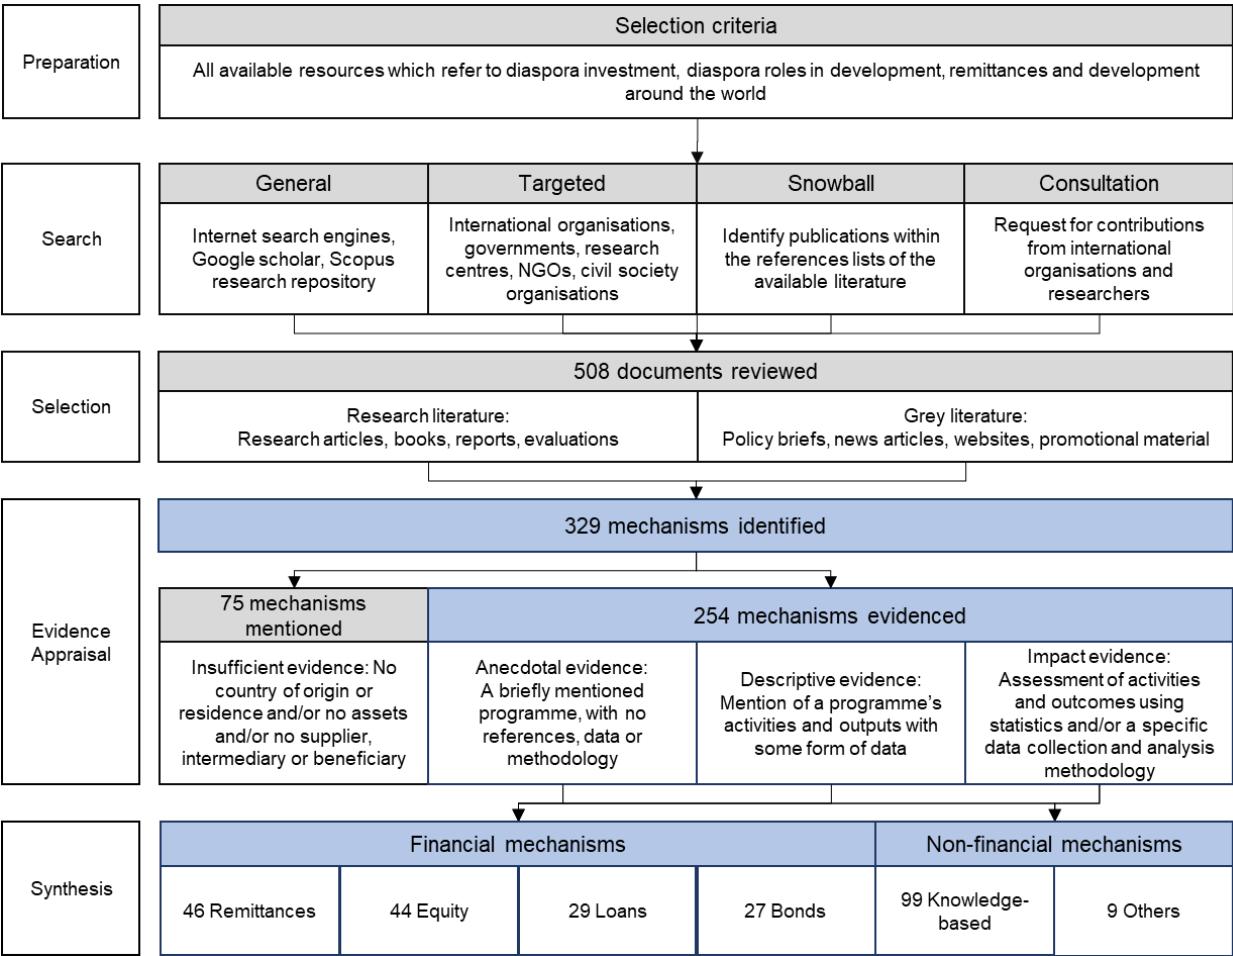 Preparation
Selection criteria
All available resources which refer to diaspora investment, diaspora roles in development, remittances and development
around the world
Search
General
Internet search engines,
Google scholar, Scopus
research repository
Targeted
International organisations,
governments, research
centres, NGOs, civil society
organisations
Snowball
Identify publications within
the references lists of the
available literature
Consultation
Request for contributions
from international
organisations and
researchers
Selection
508 documents reviewed
Research literature:
Research articles, books, reports, evaluations
Grey literature:
Policy briefs, news articles, websites, promotional material
Evidence
Appraisal
329 mechanisms identified
75 mechanisms
mentioned
Insufficient evidence: No
country of origin or
residence and/or no assets
and/or no supplier,
intermediary or beneficiary
254 mechanisms evidenced
Anecdotal evidence:
A briefly mentioned
programme, with no
references, data or
methodology
Descriptive evidence:
Mention of a programme's
activities and outputs with
some form of data
Impact evidence:
Assessment of activities
and outcomes using
statistics and/or a specific
data collection and analysis
methodology
Synthesis
Financial mechanisms
46 Remittances
44 Equity
29 Loans
27 Bonds
Non-financial mechanisms
99 Knowledge-
based
9 Others